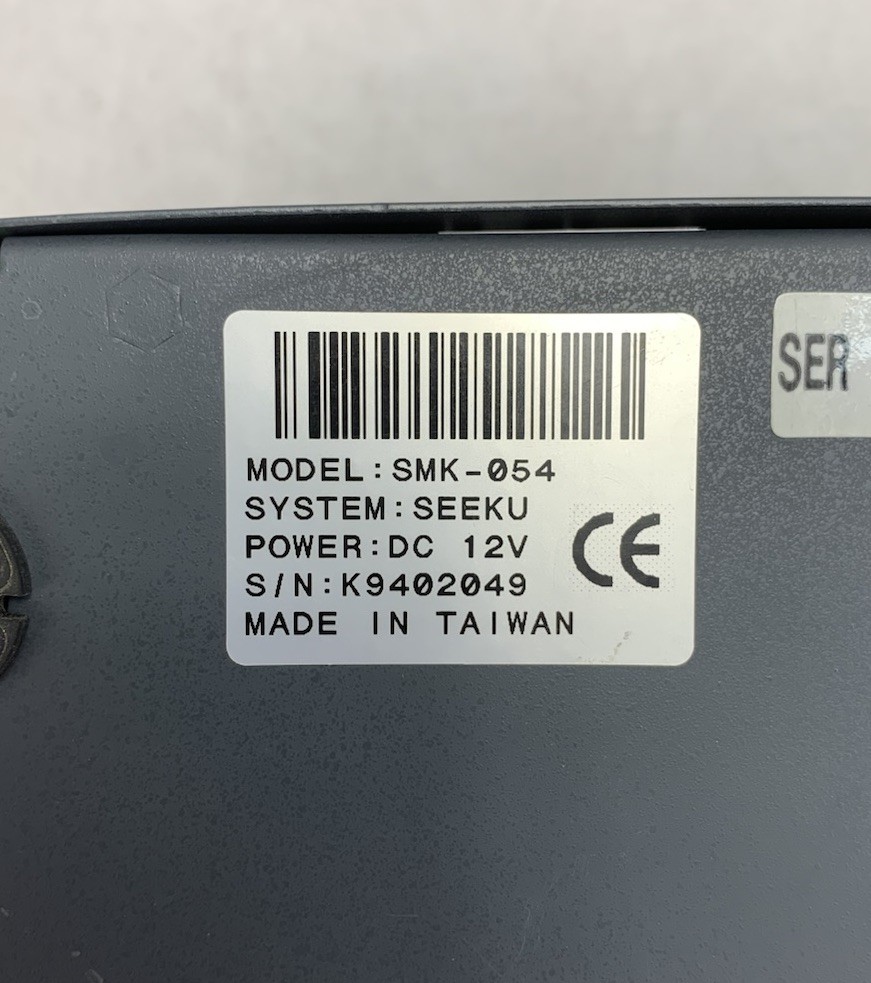 MODEL:SMK-054
SYSTEM:SEEKU
POWER:DC 12V
CE
S/N:K9402049
MADE IN TAIWAN
SER